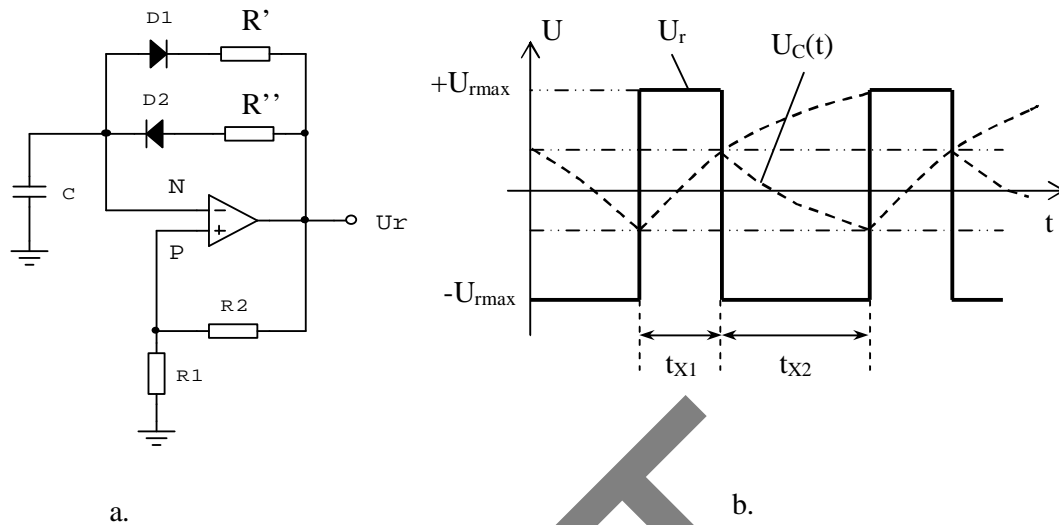 D1
R'
D2
R''
C
N
P
Ur
R2
R1
a.
U
Ur
UC(t)
+Urmax
-Urmax
t
tX1
tX2
b.